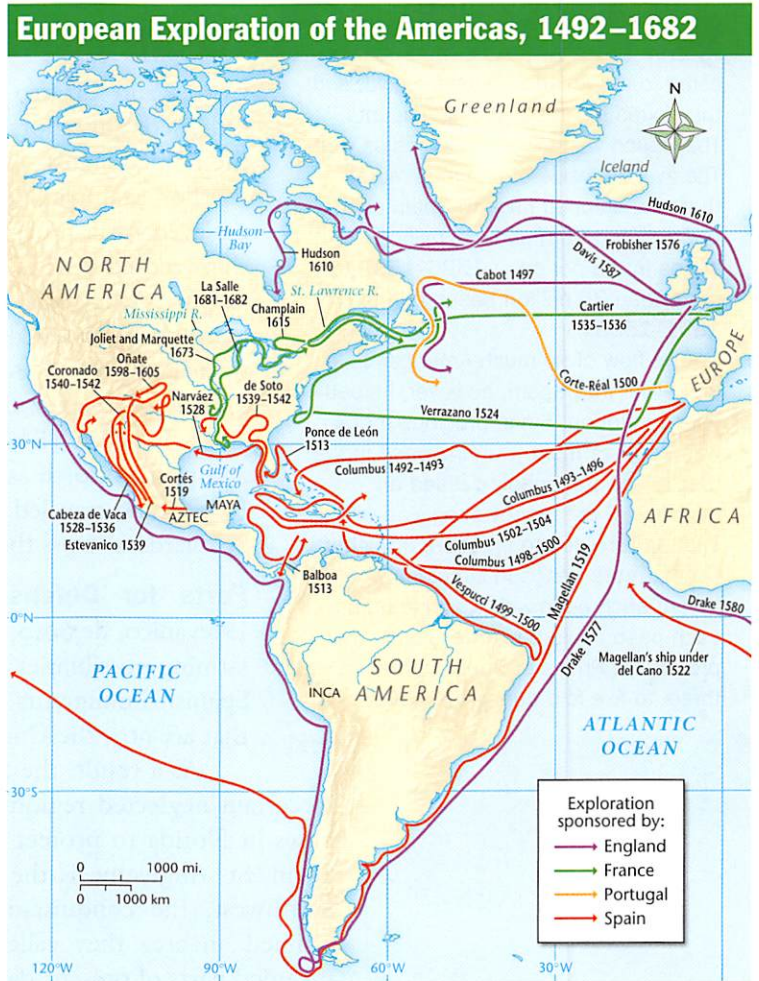 European Exploration of the Americas, 1492–1682
N
Greenland
Iceland
Hudson 1610
Hudson
Bay
Frobisher 1576
Davis 1587
Hudson
1610
NORTH
AMERICA
Cabot 1497
La Salle
1681–1682
St. Lawrence R.
Champlain
1615
Mississippi R.
Cartier
1535–1536
Joliet and Marquette
1673
Oñate
1598–1605
Coronado
1540–1542
EUROPE
Corte-Réal 1500
Narváez
1528
de Soto
1539–1542
Verrazano 1524
Ponce de León
1513
30°N
Columbus 1492–1493
Gulf of
Mexico
Cortés
1519
MAYA
AZTEC
Columbus 1493–1496
AFRICA
Cabeza de Vaca
1528–1536
Estevanico 1539
Columbus 1502–1504
Columbus 1498–1500
Balboa
1513
Vespucci 1499–1500
Magellan 1519
Drake 1577
Drake 1580
0°N
Magellan's ship under
del Cano 1522
PACIFIC
OCEAN
SOUTH
AMERICA
INCA
ATLANTIC
OCEAN
30°S
Exploration
sponsored by:
England
France
Portugal
Spain
0 1000 mi.
0 1000 km
120°W
90°W
60°W
30°W